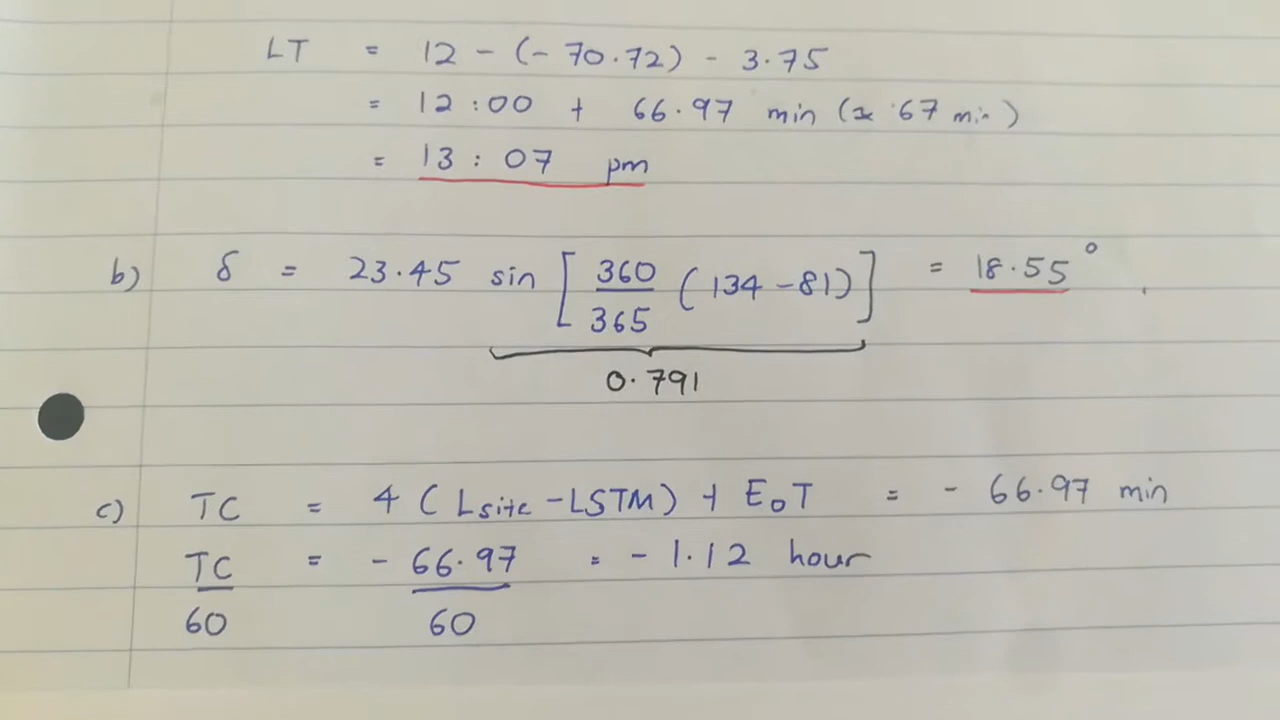 LT = 12 - (-70.72) - 3.75
= 12:00 + 66.97 min (≈ 67 min)
= 13:07 pm
b) δ = 23.45 sin [360/365 (134-81)] = 18.55°
0.791
c) TC = 4 (Lsite - LSTM) + EoT = - 66.97 min
TC/60 = - 66.97/60 = - 1.12 hour